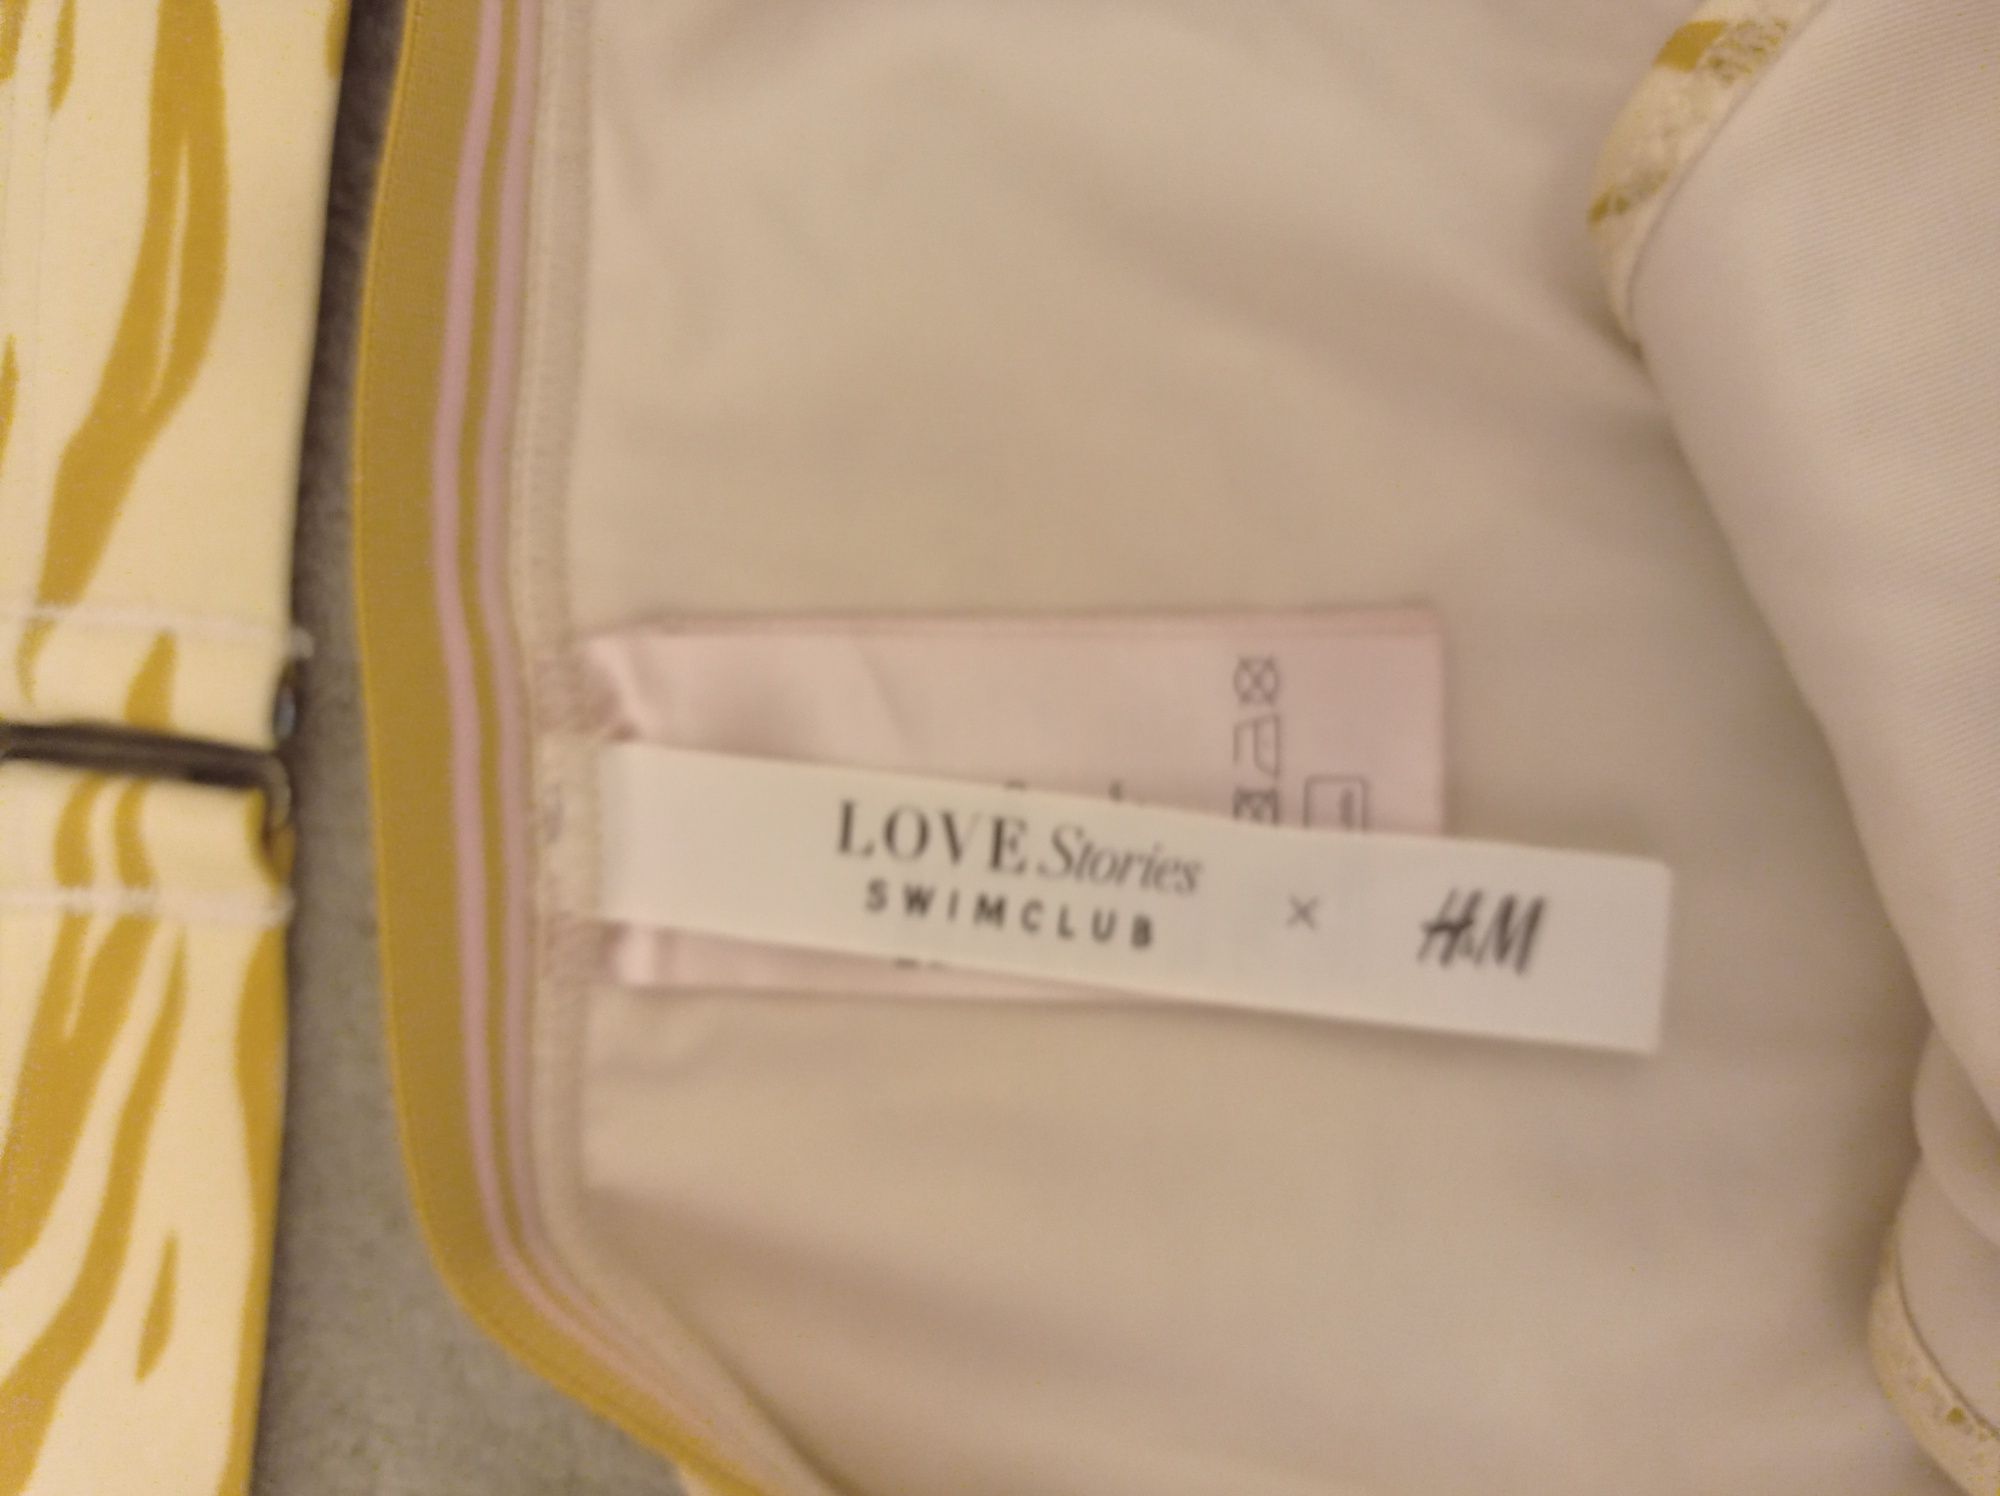 LOVE Stories
SWIMCLUB
×
H&M